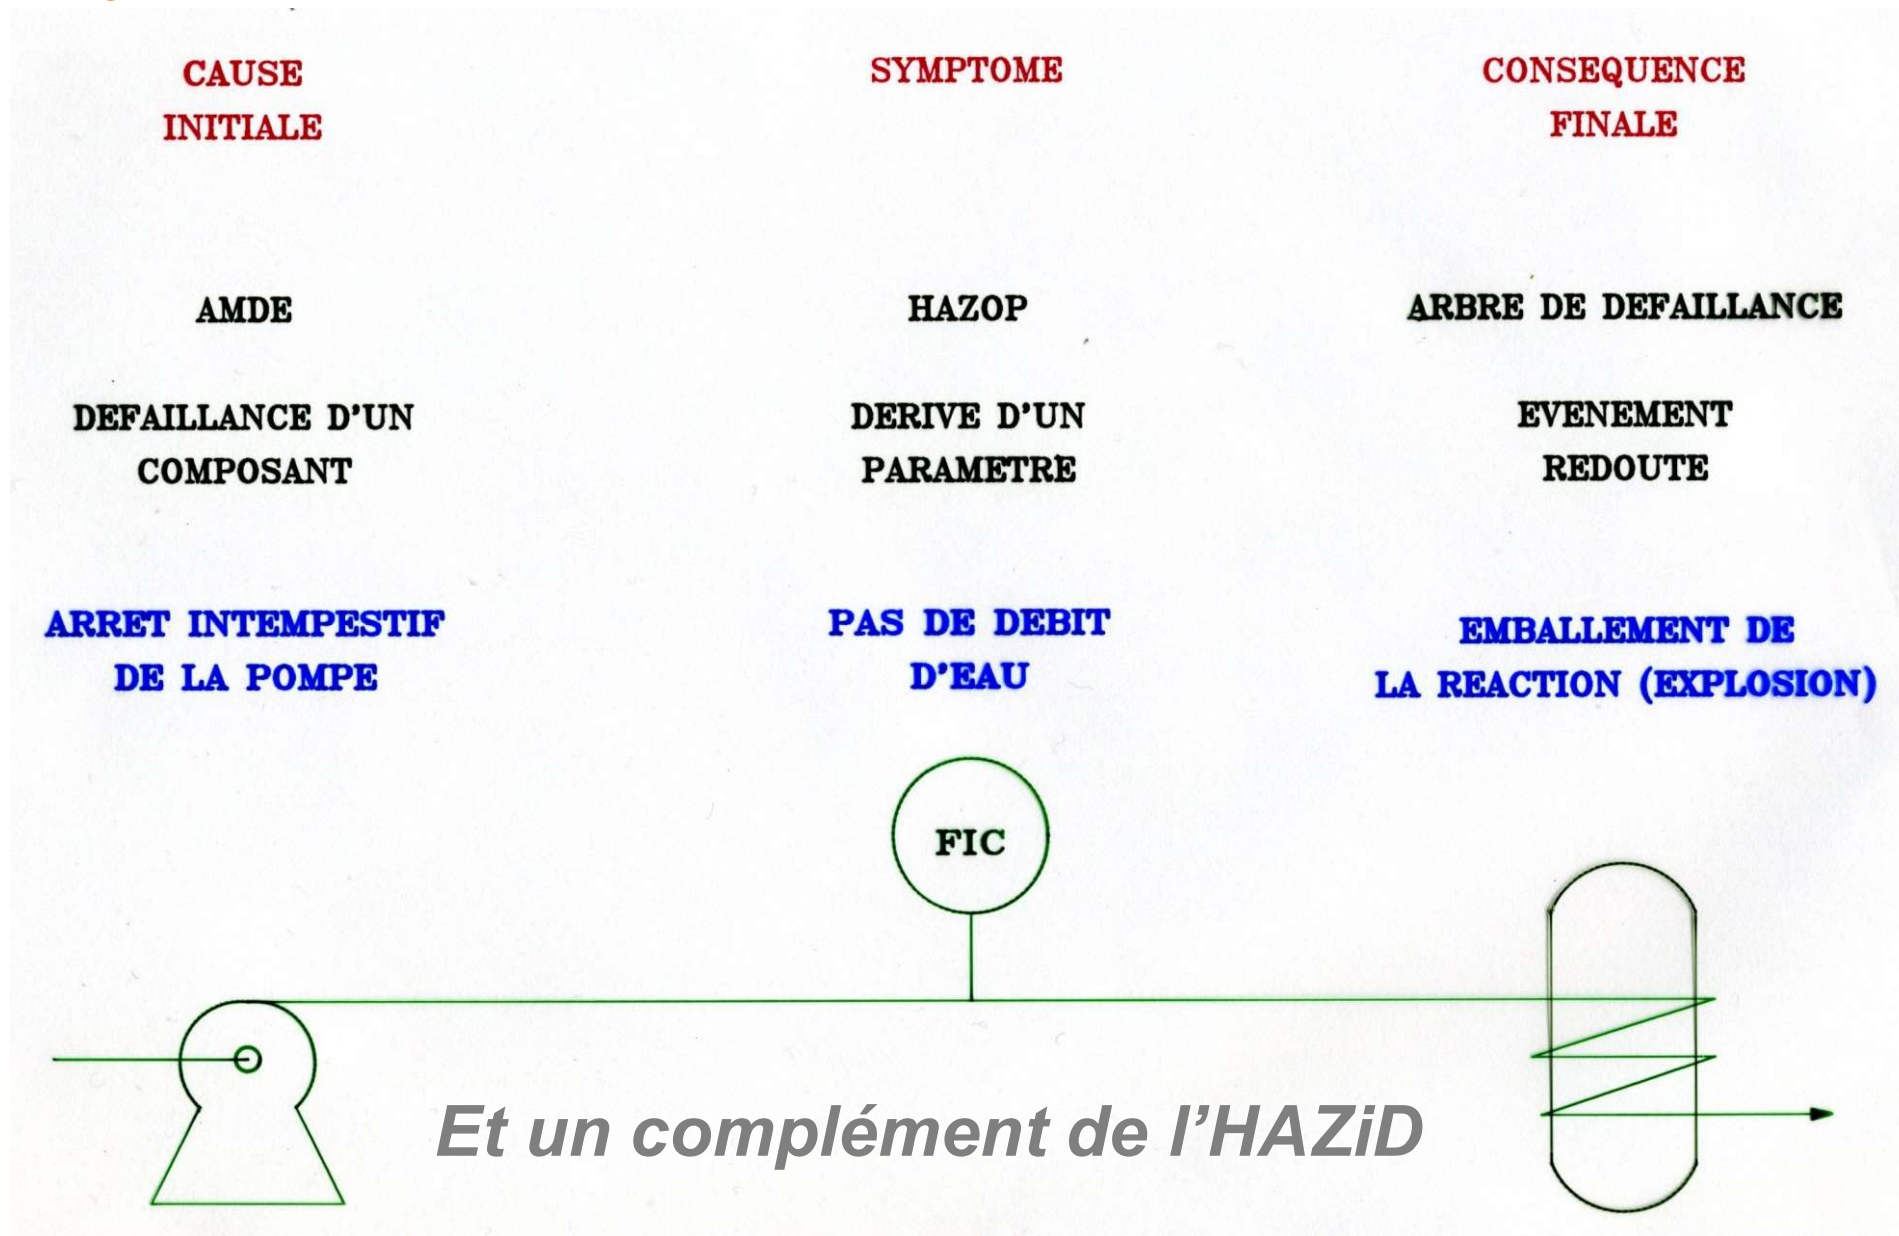 CAUSE
INITIALE
SYMPTOME
CONSEQUENCE
FINALE
AMDE
HAZOP
ARBRE DE DEFAILLANCE
DEFAILLANCE D'UN
COMPOSANT
DERIVE D'UN
PARAMETRE
EVENEMENT
REDOUTE
ARRET INTEMPESTIF
DE LA POMPE
PAS DE DEBIT
D'EAU
EMBALLEMENT DE
LA REACTION (EXPLOSION)
FIC
Et un complément de l'HAZiD